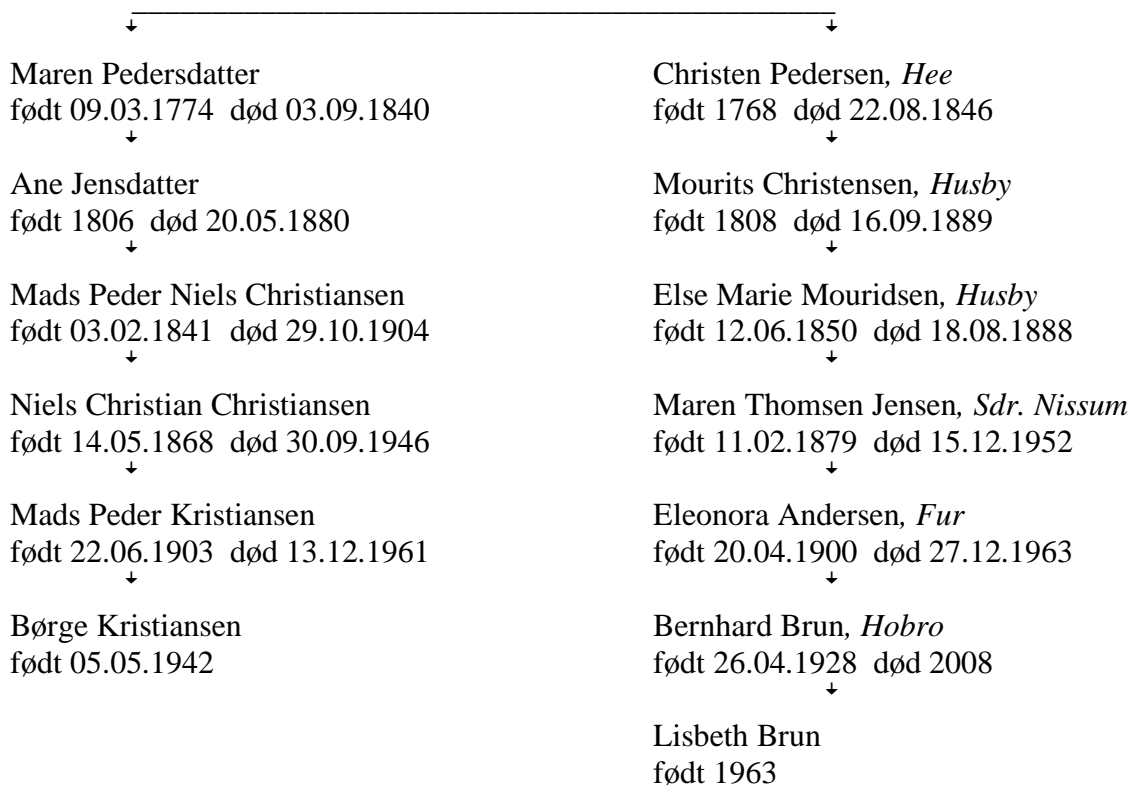 Maren Pedersdatter
født 09.03.1774  død 03.09.1840
Ane Jensdatter
født 1806  død 20.05.1880
Mads Peder Niels Christiansen
født 03.02.1841  død 29.10.1904
Niels Christian Christiansen
født 14.05.1868  død 30.09.1946
Mads Peder Kristiansen
født 22.06.1903  død 13.12.1961
Børge Kristiansen
født 05.05.1942
Christen Pedersen, Hee
født 1768  død 22.08.1846
Mourits Christensen, Husby
født 1808  død 16.09.1889
Else Marie Mouridsen, Husby
født 12.06.1850  død 18.08.1888
Maren Thomsen Jensen, Sdr. Nissum
født 11.02.1879  død 15.12.1952
Eleonora Andersen, Fur
født 20.04.1900  død 27.12.1963
Bernhard Brun, Hobro
født 26.04.1928  død 2008
Lisbeth Brun
født 1963